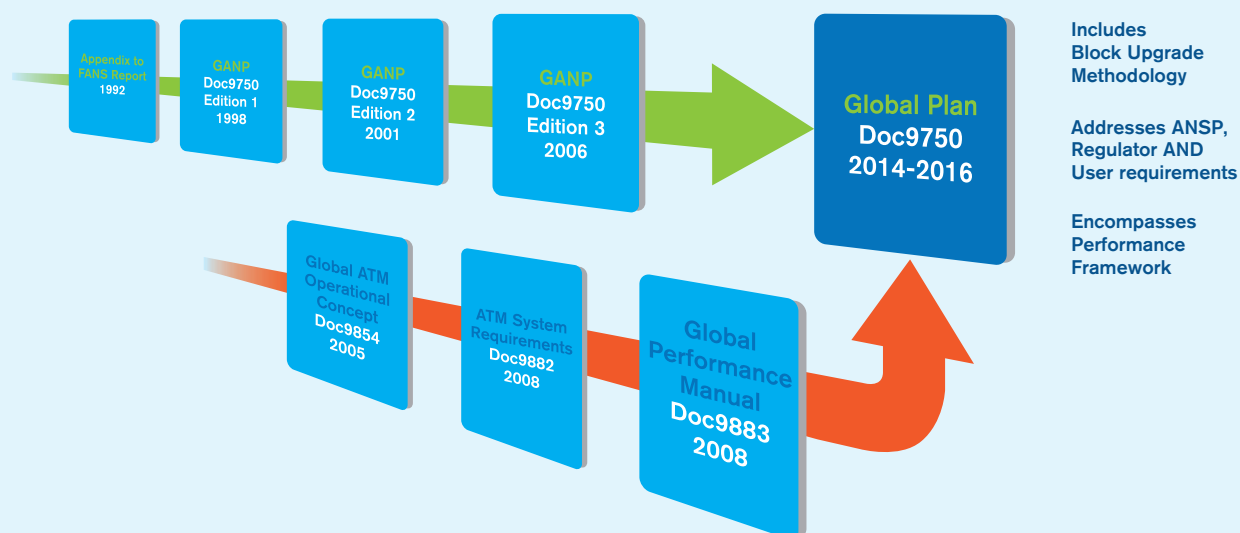 Appendix to
FANS Report
1992
GANP
Doc9750
Edition 1
1998
GANP
Doc9750
Edition 2
2001
GANP
Doc9750
Edition 3
2006
Global Plan
Doc9750
2014-2016
Includes
Block Upgrade
Methodology
Addresses ANSP,
Regulator AND
User requirements
Encompasses
Performance
Framework
Global ATM
Operational
Concept
Doc9854
2005
ATM System
Requirements
Doc9882
2008
Global
Performance
Manual
Doc9883
2008